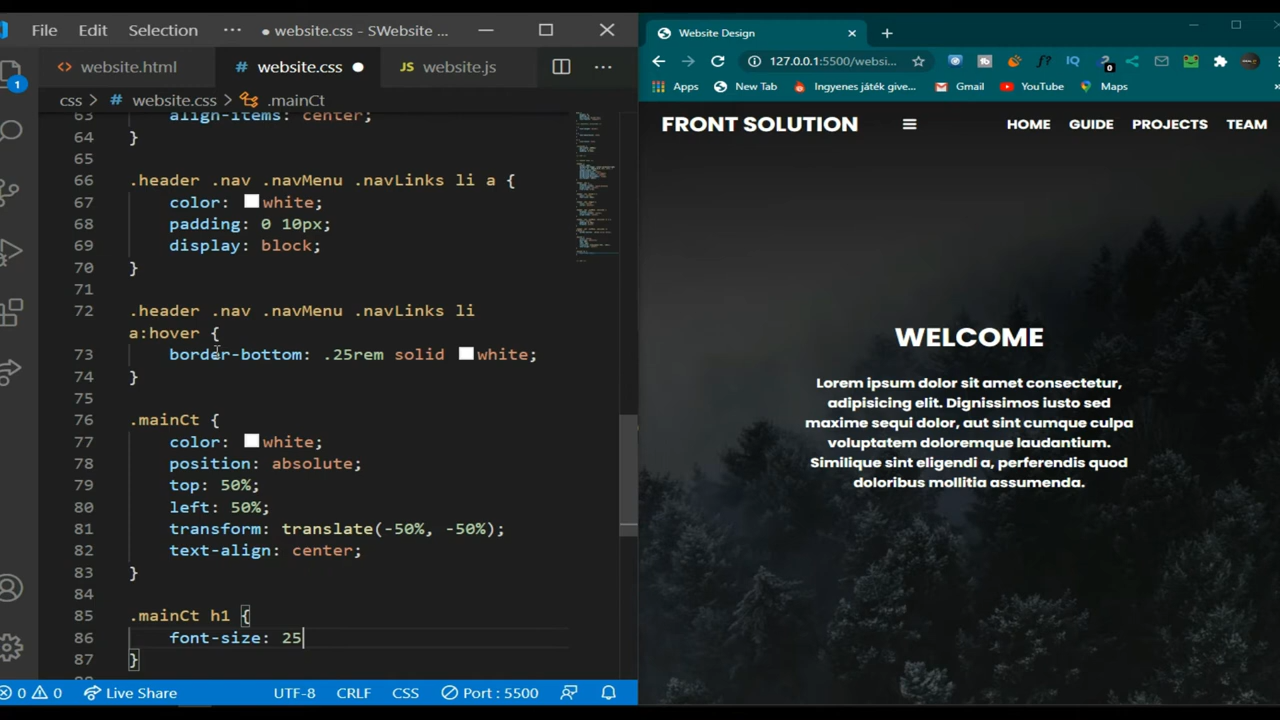 File Edit Selection ··· ● website.css - SWebsite ...
website.html # website.css ● JS website.js ···
css > # website.css > .mainCt
63 align-items: center;
64 }
65
66 .header .nav .navMenu .navLinks li a {
67 color: white;
68 padding: 0 10px;
69 display: block;
70 }
71
72 .header .nav .navMenu .navLinks li
a:hover {
73 border-bottom: .25rem solid white;
74 }
75
76 .mainCt {
77 color: white;
78 position: absolute;
79 top: 50%;
80 left: 50%;
81 transform: translate(-50%, -50%);
82 text-align: center;
83 }
84
85 .mainCt h1 {
86 font-size: 25
87 }
1
0 0 Live Share UTF-8 CRLF CSS Port : 5500
Website Design
127.0.0.1:5500/websi...
f? IQ 0
Apps New Tab Ingyenes játék give... Gmail YouTube Maps »
FRONT SOLUTION HOME GUIDE PROJECTS TEAM
WELCOME
Lorem ipsum dolor sit amet consectetur,
adipisicing elit. Dignissimos iusto sed
maxime sequi dolor, aut sint cumque culpa
voluptatem doloremque laudantium.
Similique sint eligendi a, perferendis quod
doloribus mollitia assumenda.